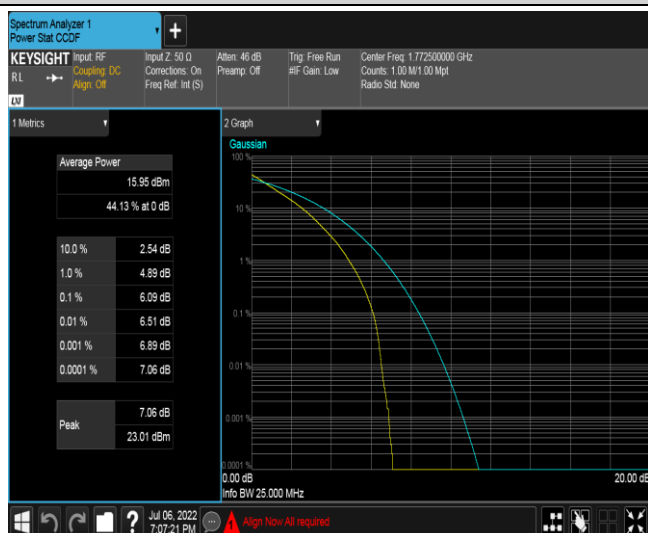 Spectrum Analyzer 1
Power Stat CCDF
+
KEYSIGHT
RL
LXI
Input: RF
Coupling: DC
Align: Off
Input Z: 50 Ω
Corrections: On
Freq Ref: Int (S)
Atten: 46 dB
Preamp: Off
Trig: Free Run
#IF Gain: Low
Center Freq: 1.772500000 GHz
Counts: 1.00 M/1.00 Mpt
Radio Std: None
1 Metrics
Average Power
15.95 dBm
44.13 % at 0 dB
10.0 % 2.54 dB
1.0 % 4.89 dB
0.1 % 6.09 dB
0.01 % 6.51 dB
0.001 % 6.89 dB
0.0001 % 7.06 dB
Peak
7.06 dB
23.01 dBm
2 Graph
Gaussian
100 %
10 %
1 %
0.1 %
0.01 %
0.001 %
0.0001 %
0.00 dB 20.00 dB
Info BW 25.000 MHz
?
Jul 06, 2022
7:07:21 PM
Align Now All required